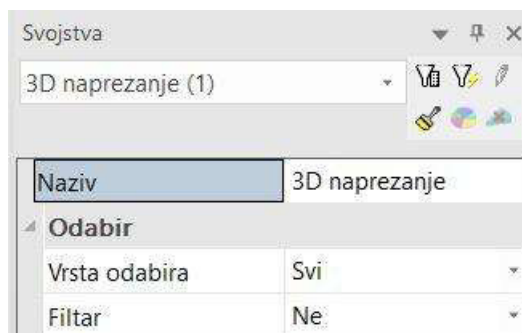 Svojstva
3D naprezanje (1)
Naziv 3D naprezanje
Odabir
Vrsta odabira Svi
Filtar Ne